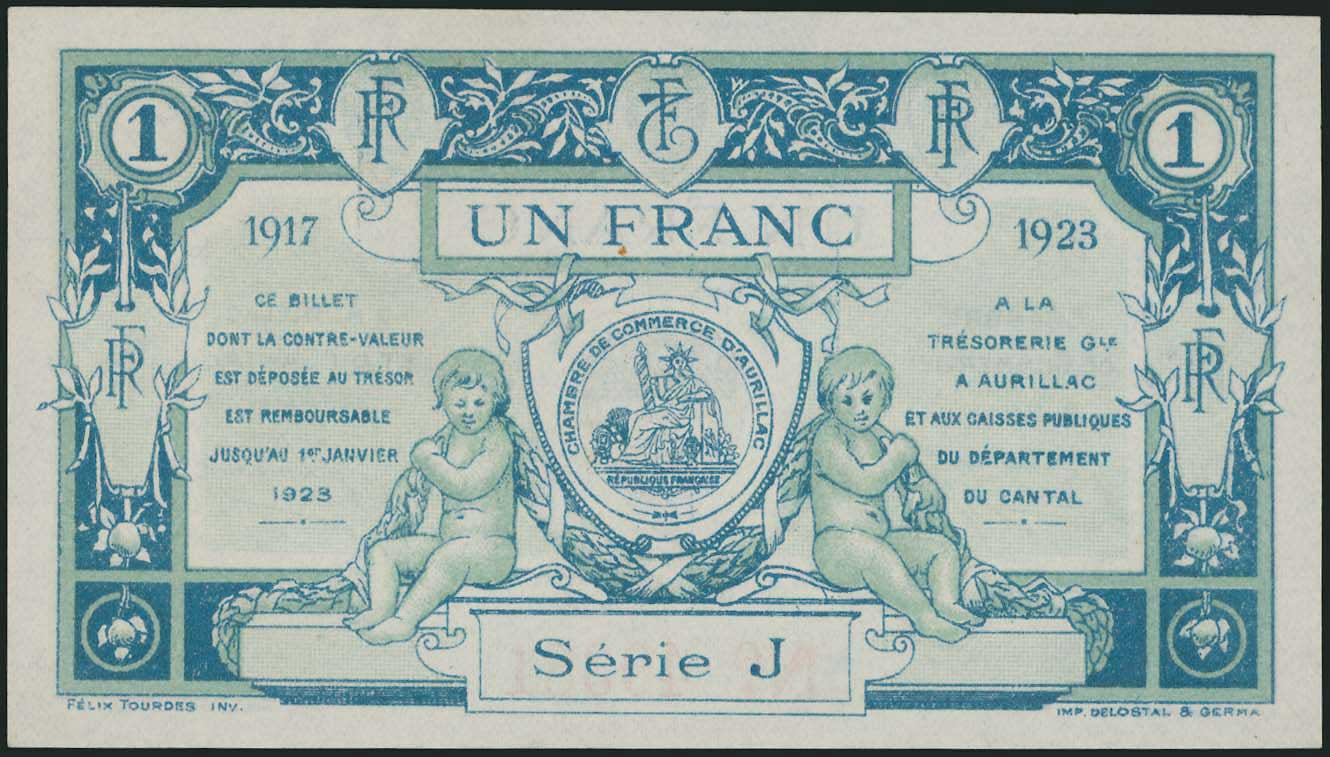 1
RF
TF
RF
1
UN FRANC
1917
1923
CE BILLET
DONT LA CONTRE-VALEUR
EST DÉPOSÉE AU TRÉSOR
EST REMBOURSABLE
JUSQU'AU 1ER JANVIER
1923
RF
CHAMBRE DE COMMERCE D'AURILLAC
RÉPUBLIQUE FRANÇAISE
A LA
TRÉSORERIE GLE
A AURILLAC
ET AUX CAISSES PUBLIQUES
DU DÉPARTEMENT
DU CANTAL
RF
Série J
FÉLIX TOURDES INV.
IMP. DELOSTAL & GERMA